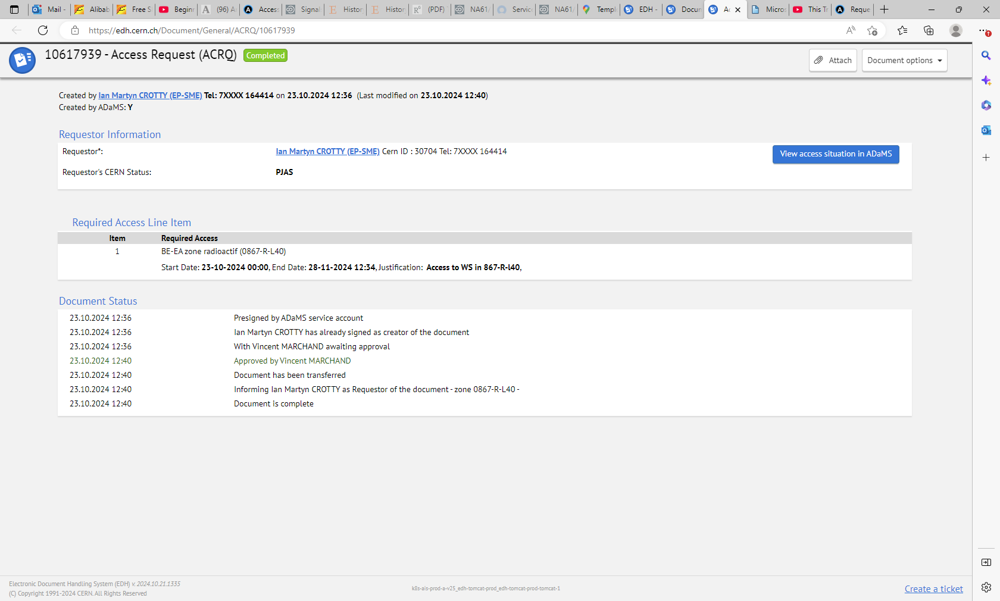 Mail -
Alibab
Free S
Beginr
(96) A
Acces
Signal
Histor
Histor
(PDF)
NA61/
Servic
NA61/
Templ
EDH -
Docun
Ac
Micro
This Tr
Reque
https://edh.cern.ch/Document/General/ACRQ/10617939
10617939 - Access Request (ACRQ) Completed
Attach
Document options
Created by Ian Martyn CROTTY (EP-SME) Tel: 7XXXX 164414 on 23.10.2024 12:36 (Last modified on 23.10.2024 12:40)
Created by ADaMS: Y
Requestor Information
Requestor*: Ian Martyn CROTTY (EP-SME) Cern ID : 30704 Tel: 7XXXX 164414
View access situation in ADaMS
Requestor's CERN Status: PJAS
Required Access Line Item
Item Required Access
1 BE-EA zone radioactif (0867-R-L40)
Start Date: 23-10-2024 00:00, End Date: 28-11-2024 12:34, Justification: Access to WS in 867-R-l40,
Document Status
23.10.2024 12:36 Presigned by ADaMS service account
23.10.2024 12:36 Ian Martyn CROTTY has already signed as creator of the document
23.10.2024 12:36 With Vincent MARCHAND awaiting approval
23.10.2024 12:40 Approved by Vincent MARCHAND
23.10.2024 12:40 Document has been transferred
23.10.2024 12:40 Informing Ian Martyn CROTTY as Requestor of the document - zone 0867-R-L40 -
23.10.2024 12:40 Document is complete
Electronic Document Handling System (EDH) v. 2024.10.21.1335
(C) Copyright 1991-2024 CERN. All Rights Reserved
k8s-ais-prod-a-v25_edh-tomcat-prod_edh-tomcat-prod-tomcat-1
Create a ticket